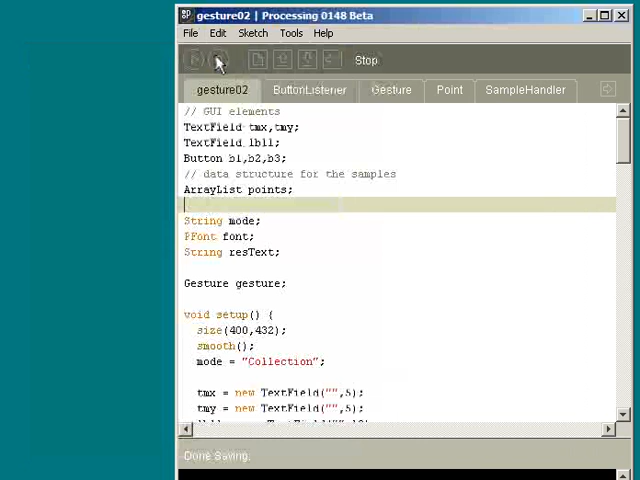 gesture02 | Processing 0148 Beta
File Edit Sketch Tools Help
Stop
gesture02 ButtonListener Gesture Point SampleHandler
// GUI elements
TextField tmx,tmy;
TextField lbl1;
Button b1,b2,b3;
// data structure for the samples
ArrayList points;
String mode;
PFont font;
String resText;
Gesture gesture;
void setup() {
size(400,432);
smooth();
mode = "Collection";
tmx = new TextField("",5);
tmy = new TextField("",5);
Done Saving.